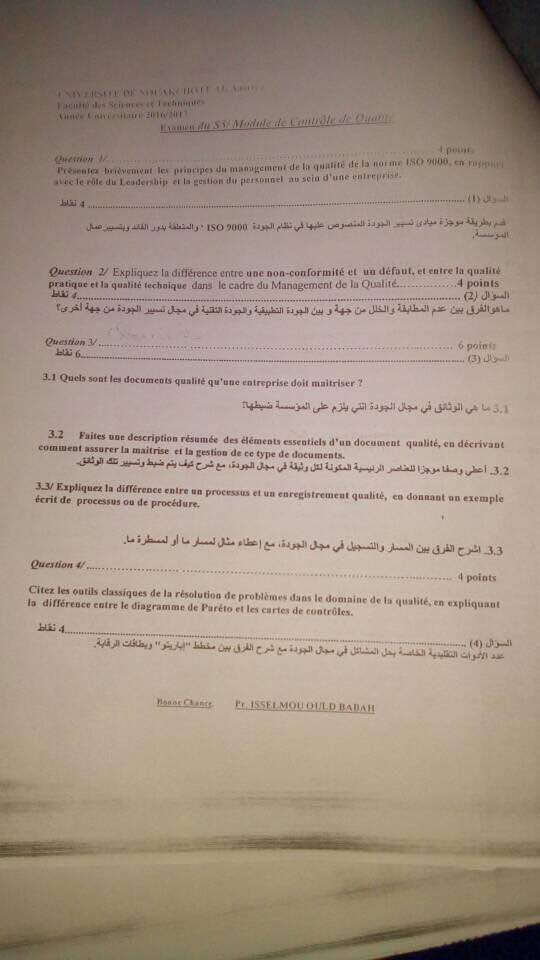 UNIVERSITE DE NOUAKCHOTT AL
Faculté des Sciences et Techniques
Année Universitaire 2016/2017
Examen du S5/ Module de Contrôle de Qualité
Question 1/.......................................................... 4 points
Présentez brièvement les principes du management de la qualité de la norme ISO 9000, en rapport
avec le rôle du Leadership et la gestion du personnel au sein d'une entreprise.
السؤال (1) .......................................................... 4 نقاط
قدم بطريقة موجزة مبادئ تسيير الجودة المنصوص عليها في نظام الجودة ISO 9000 ، والمتعلقة بدور القائد وبتسيير عمال
المؤسسة.
Question 2/ Expliquez la différence entre une non-conformité et un défaut, et entre la qualité
pratique et la qualité technique dans le cadre du Management de la Qualité...............4 points
السؤال (2) .......................................................... 4 نقاط
ماهو الفرق بين عدم المطابقة والخلل من جهة و بين الجودة التطبيقية والجودة التقنية في مجال تسيير الجودة من جهة أخرى؟
Question 3/ .......................................................... 6 points
السؤال (3) .......................................................... 6 نقاط
3.1 Quels sont les documents qualité qu'une entreprise doit maitriser ?
3.1 ما هي الوثائق في مجال الجودة التي يلزم على المؤسسة ضبطها؟
3.2 Faites une description résumée des éléments essentiels d'un document qualité, en décrivant
comment assurer la maitrise et la gestion de ce type de documents.
3.2. أعطي وصفا موجزا للعناصر الرئيسية المكونة لكل وثيقة في مجال الجودة، مع شرح كيف يتم ضبط وتسيير تلك الوثائق.
3.3/ Expliquez la différence entre un processus et un enregistrement qualité, en donnant un exemple
écrit de processus ou de procédure.
3.3. اشرح الفرق بين المسار والتسجيل في مجال الجودة، مع إعطاء مثال لمسار ما أو لمسطرة ما.
Question 4/ .......................................................... 4 points
Citez les outils classiques de la résolution de problèmes dans le domaine de la qualité, en expliquant
la différence entre le diagramme de Paréto et les cartes de contrôles.
السؤال (4) .......................................................... 4 نقاط
عدد الأدوات التقليدية الخاصة بحل المشاكل في مجال الجودة مع شرح الفرق بين مخطط "إباريتو" وبطاقات الرقابة.
Bonne Chance. Pr. ISSELMOU OULD BABAH